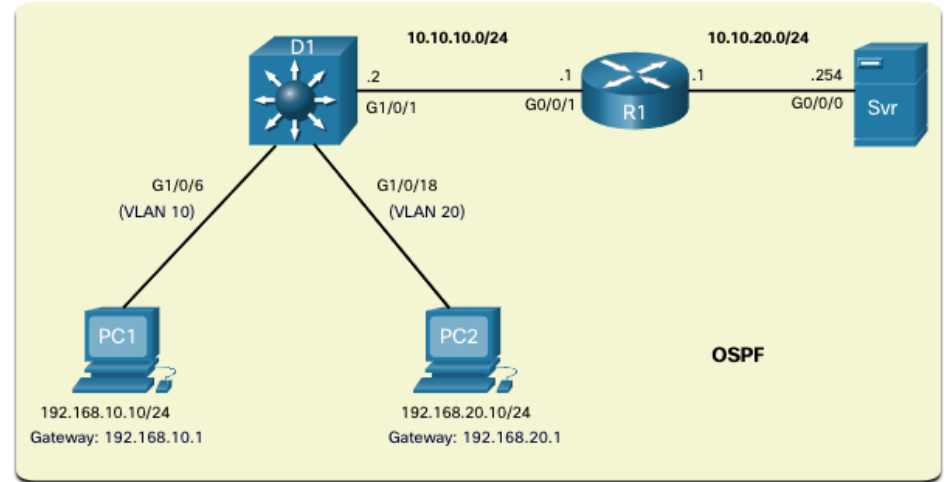 D1
10.10.10.0/24
10.10.20.0/24
.2
.1
.1
.254
G1/0/1
G0/0/1
R1
G0/0/0
Svr
G1/0/6
(VLAN 10)
G1/0/18
(VLAN 20)
PC1
PC2
OSPF
192.168.10.10/24
Gateway: 192.168.10.1
192.168.20.10/24
Gateway: 192.168.20.1